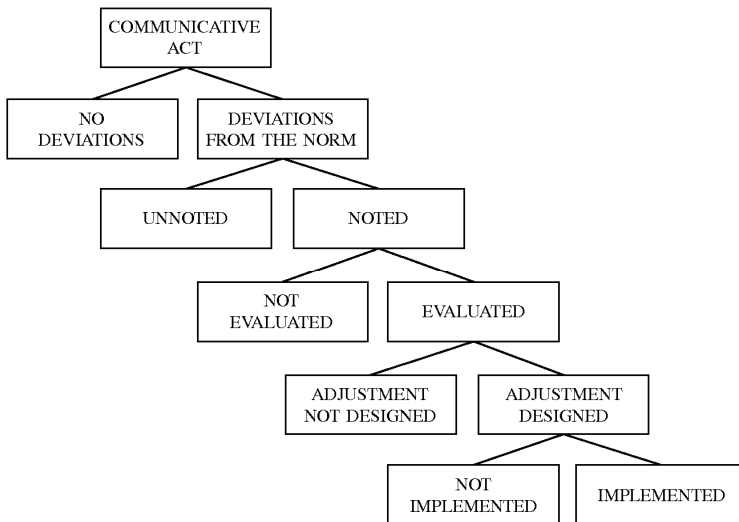 COMMUNICATIVE
ACT
NO
DEVIATIONS
DEVIATIONS
FROM THE NORM
UNNOTED
NOTED
NOT
EVALUATED
EVALUATED
ADJUSTMENT
NOT DESIGNED
ADJUSTMENT
DESIGNED
NOT
IMPLEMENTED
IMPLEMENTED